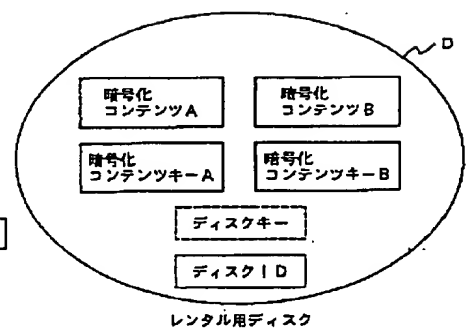 D
暗号化
コンテンツA
暗号化
コンテンツB
暗号化
コンテンツキーA
暗号化
コンテンツキーB
ディスクキー
ディスクID
レンタル用ディスク